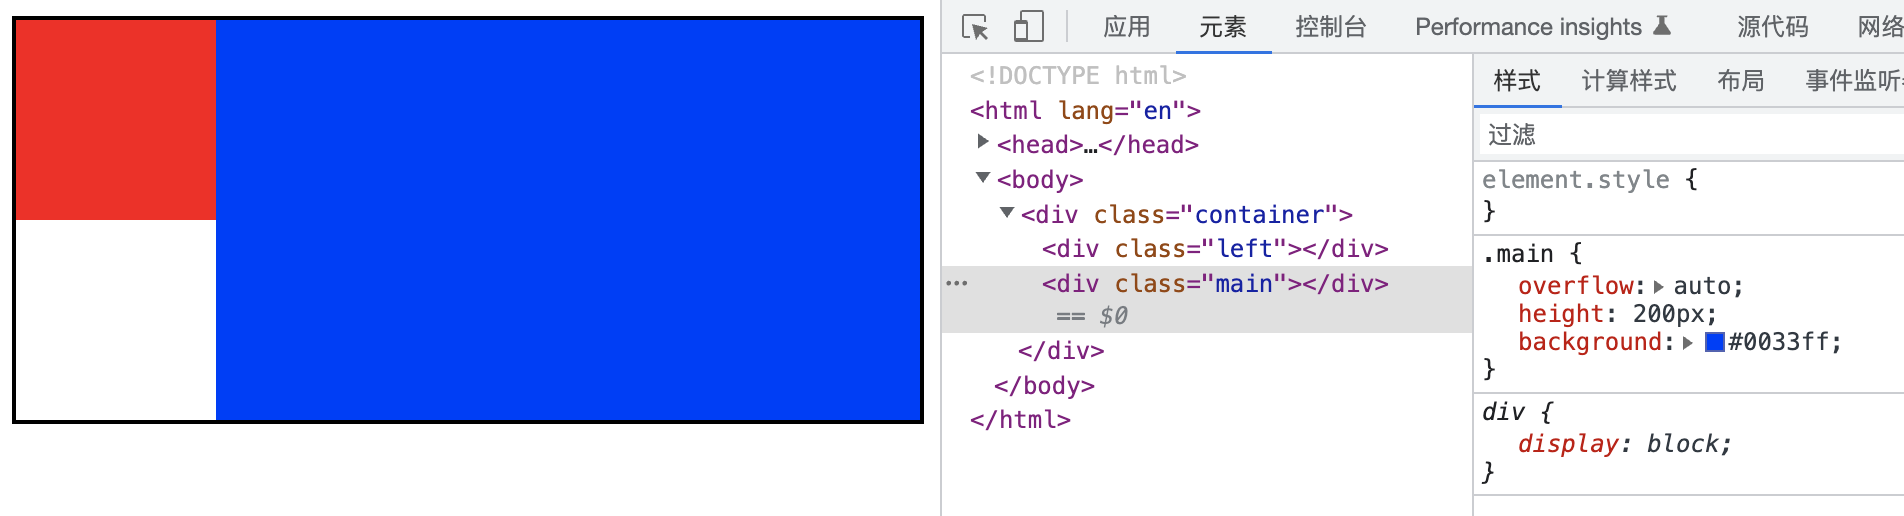 应用 元素 控制台 Performance insights 源代码 网络
<!DOCTYPE html>
<html lang="en">
<head>…</head>
<body>
<div class="container">
<div class="left"></div>
<div class="main"></div>
== $0
</div>
</body>
</html>
样式 计算样式 布局 事件监听
过滤
element.style {
}
.main {
overflow: auto;
height: 200px;
background: #0033ff;
}
div {
display: block;
}